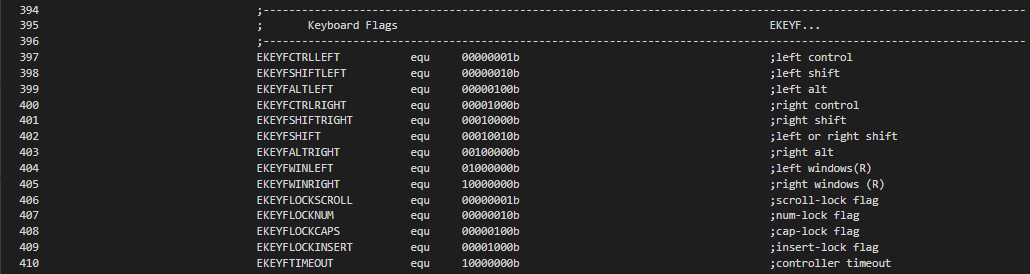 394 ;-----------------------------------------------------------------------------------------------------------------------
395 ; Keyboard Flags EKEYF...
396 ;-----------------------------------------------------------------------------------------------------------------------
397 EKEYFCTRLLEFT equ 00000001b ;left control
398 EKEYFSHIFTLEFT equ 00000010b ;left shift
399 EKEYFALTLEFT equ 00000100b ;left alt
400 EKEYFCTRLRIGHT equ 00001000b ;right control
401 EKEYFSHIFTRIGHT equ 00010000b ;right shift
402 EKEYFSHIFT equ 00010010b ;left or right shift
403 EKEYFALTRIGHT equ 00100000b ;right alt
404 EKEYFWINLEFT equ 01000000b ;left windows(R)
405 EKEYFWINRIGHT equ 10000000b ;right windows (R)
406 EKEYFLOCKSCROLL equ 00000001b ;scroll-lock flag
407 EKEYFLOCKNUM equ 00000010b ;num-lock flag
408 EKEYFLOCKCAPS equ 00000100b ;cap-lock flag
409 EKEYFLOCKINSERT equ 00001000b ;insert-lock flag
410 EKEYFTIMEOUT equ 10000000b ;controller timeout